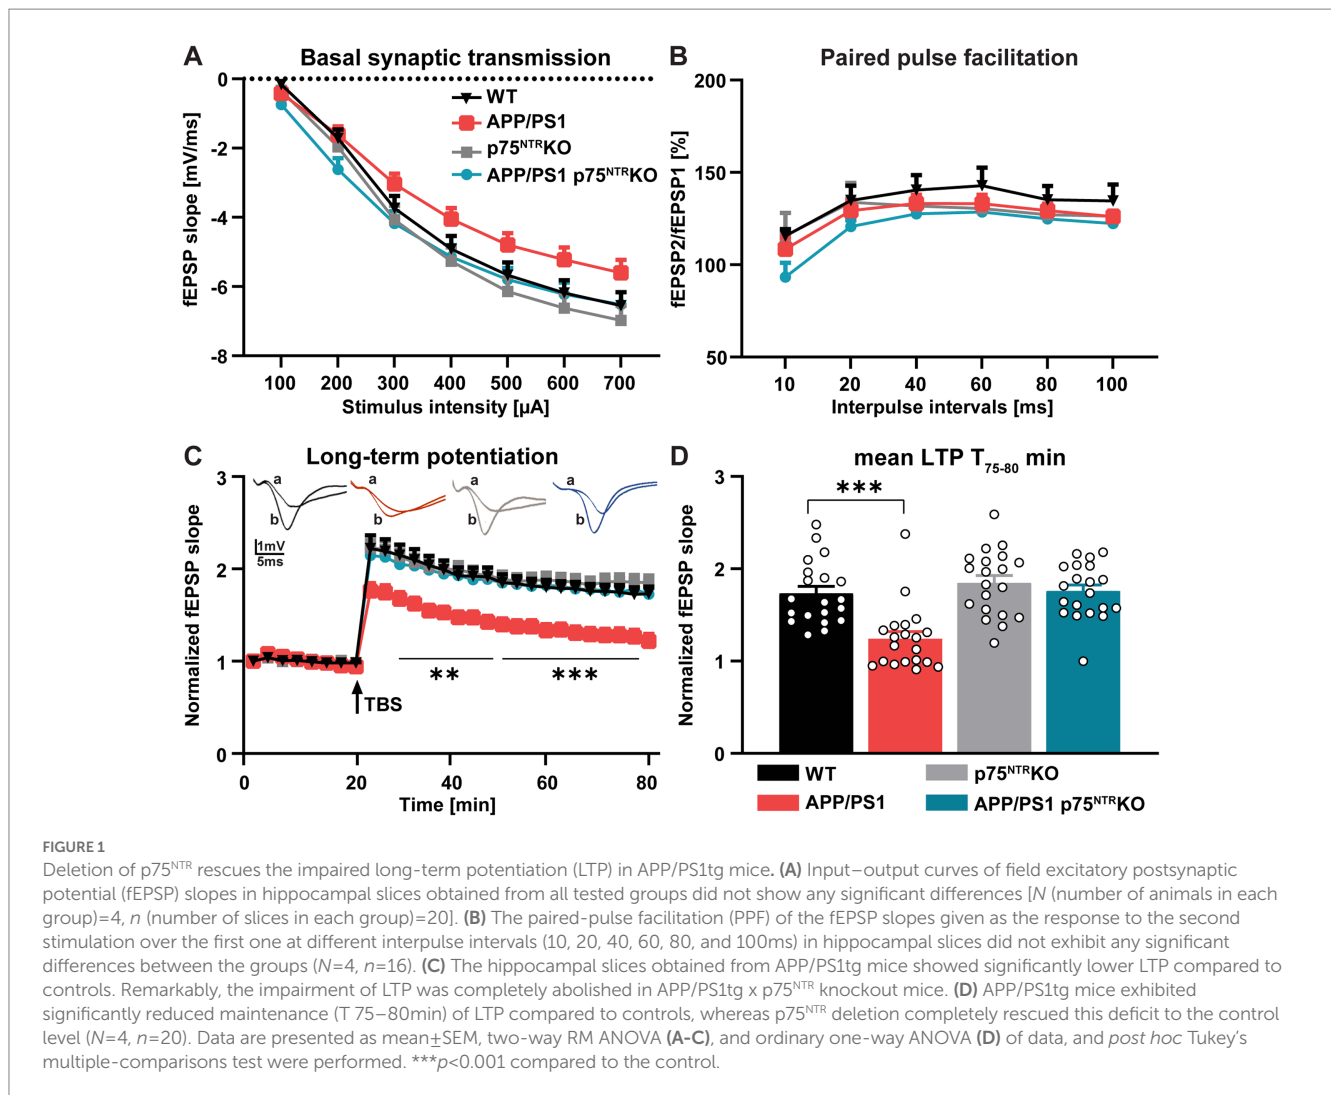 A Basal synaptic transmission
fEPSP slope [mV/ms]
0
-2
-4
-6
-8
WT
APP/PS1
p75NTRKO
APP/PS1 p75NTRKO
100 200 300 400 500 600 700
Stimulus intensity [µA]
B Paired pulse facilitation
fEPSP2/fEPSP1 [%]
200
150
100
50
10 20 40 60 80 100
Interpulse intervals [ms]
C Long-term potentiation
Normalized fEPSP slope
3
2
1
0
a a a a
b b b b
1mV
5ms
** ***
TBS
0 20 40 60 80
Time [min]
D mean LTP T75-80 min
Normalized fEPSP slope
3
2
1
0
***
WT p75NTRKO
APP/PS1 APP/PS1 p75NTRKO
FIGURE 1
Deletion of p75NTR rescues the impaired long-term potentiation (LTP) in APP/PS1tg mice. (A) Input–output curves of field excitatory postsynaptic
potential (fEPSP) slopes in hippocampal slices obtained from all tested groups did not show any significant differences [N (number of animals in each
group)=4, n (number of slices in each group)=20]. (B) The paired-pulse facilitation (PPF) of the fEPSP slopes given as the response to the second
stimulation over the first one at different interpulse intervals (10, 20, 40, 60, 80, and 100ms) in hippocampal slices did not exhibit any significant
differences between the groups (N=4, n=16). (C) The hippocampal slices obtained from APP/PS1tg mice showed significantly lower LTP compared to
controls. Remarkably, the impairment of LTP was completely abolished in APP/PS1tg x p75NTR knockout mice. (D) APP/PS1tg mice exhibited
significantly reduced maintenance (T 75–80min) of LTP compared to controls, whereas p75NTR deletion completely rescued this deficit to the control
level (N=4, n=20). Data are presented as mean±SEM, two-way RM ANOVA (A-C), and ordinary one-way ANOVA (D) of data, and post hoc Tukey's
multiple-comparisons test were performed. ***p<0.001 compared to the control.